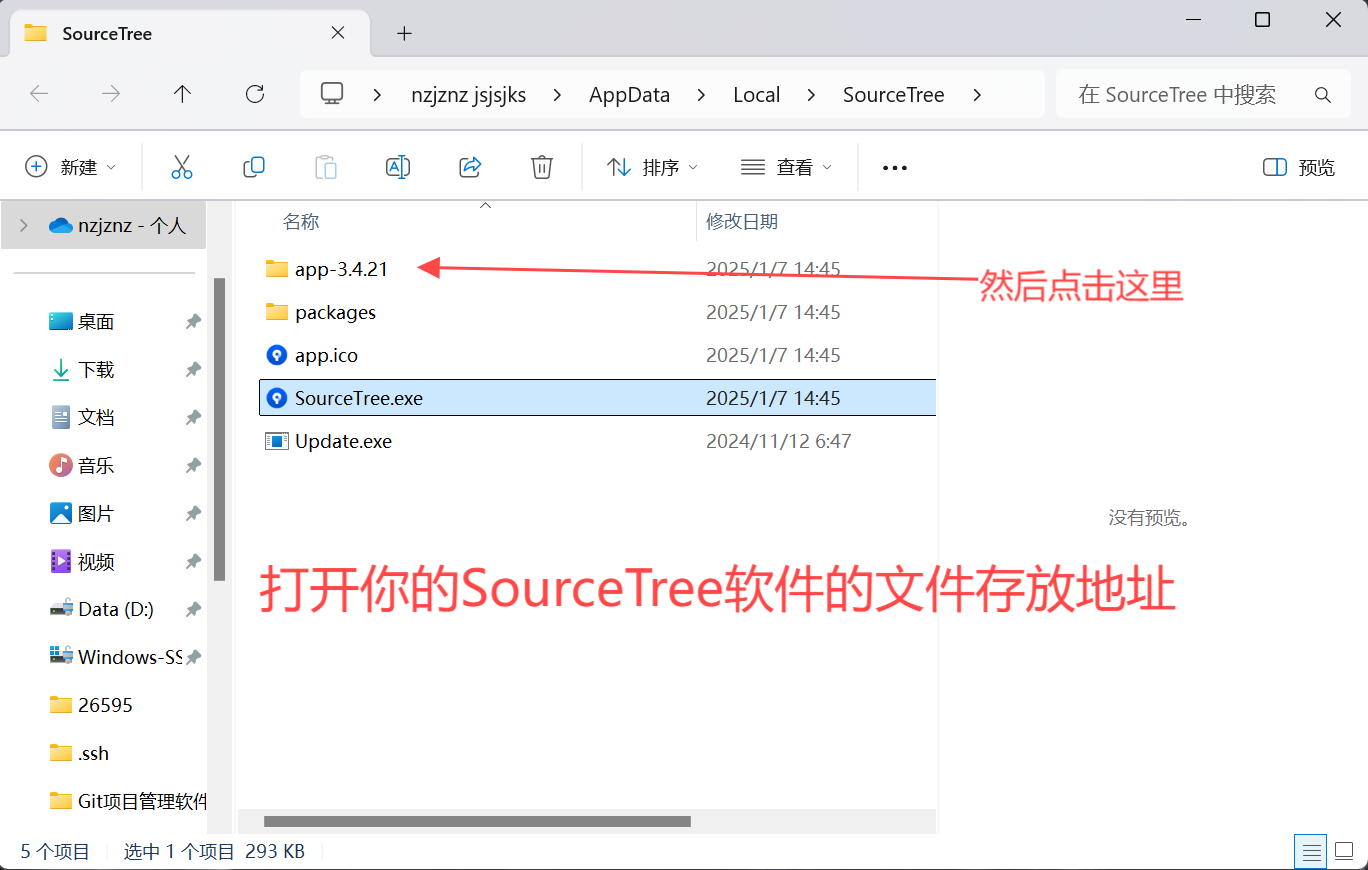 SourceTree
nzjznz jsjsjks > AppData > Local > SourceTree >
在 SourceTree 中搜索
新建
排序
查看
预览
nzjznz - 个人
名称
修改日期
app-3.4.21
2025/1/7 14:45
然后点击这里
packages
2025/1/7 14:45
app.ico
2025/1/7 14:45
SourceTree.exe
2025/1/7 14:45
Update.exe
2024/11/12 6:47
桌面
下载
文档
音乐
图片
视频
Data (D:)
Windows-SS
26595
.ssh
Git项目管理软件
没有预览。
打开你的SourceTree软件的文件存放地址
5 个项目
选中 1 个项目 293 KB